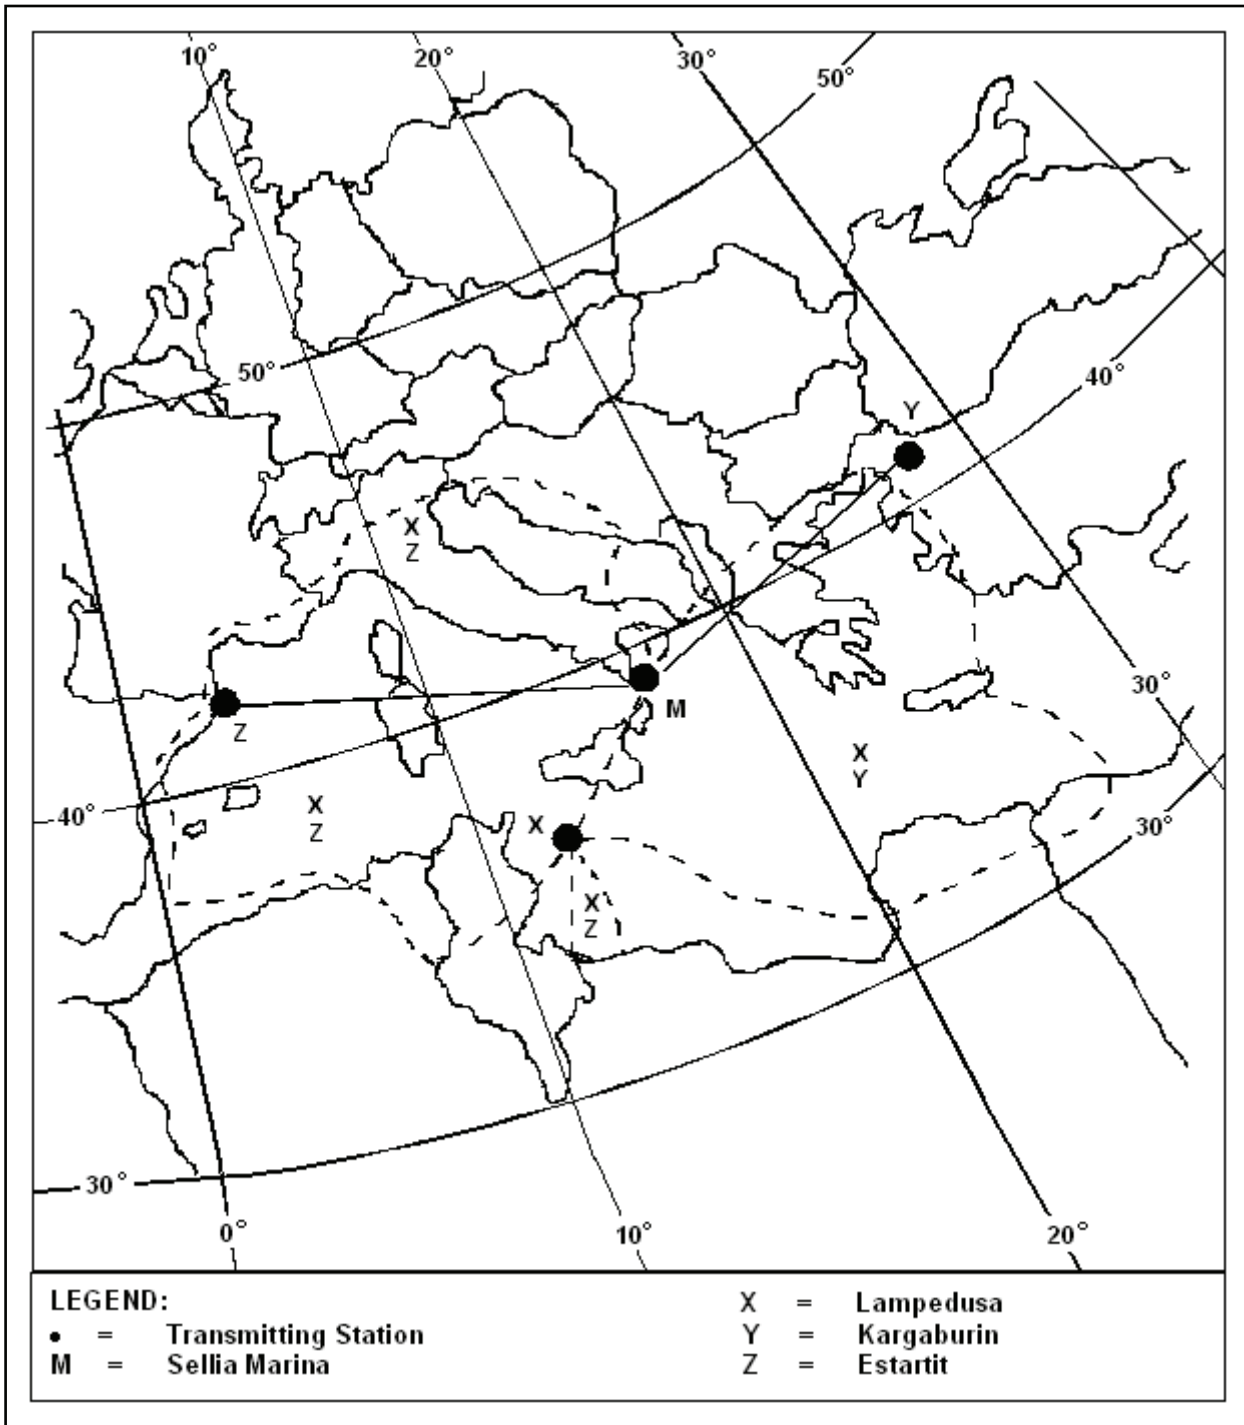 10°
20°
30°
50°
50°
40°
Y
X
Z
M
Z
X
Y
30°
X
Z
40°
X
30°
X
Z
30°
0°
10°
20°
LEGEND:
● = Transmitting Station
M = Sellia Marina
X = Lampedusa
Y = Kargaburin
Z = Estartit